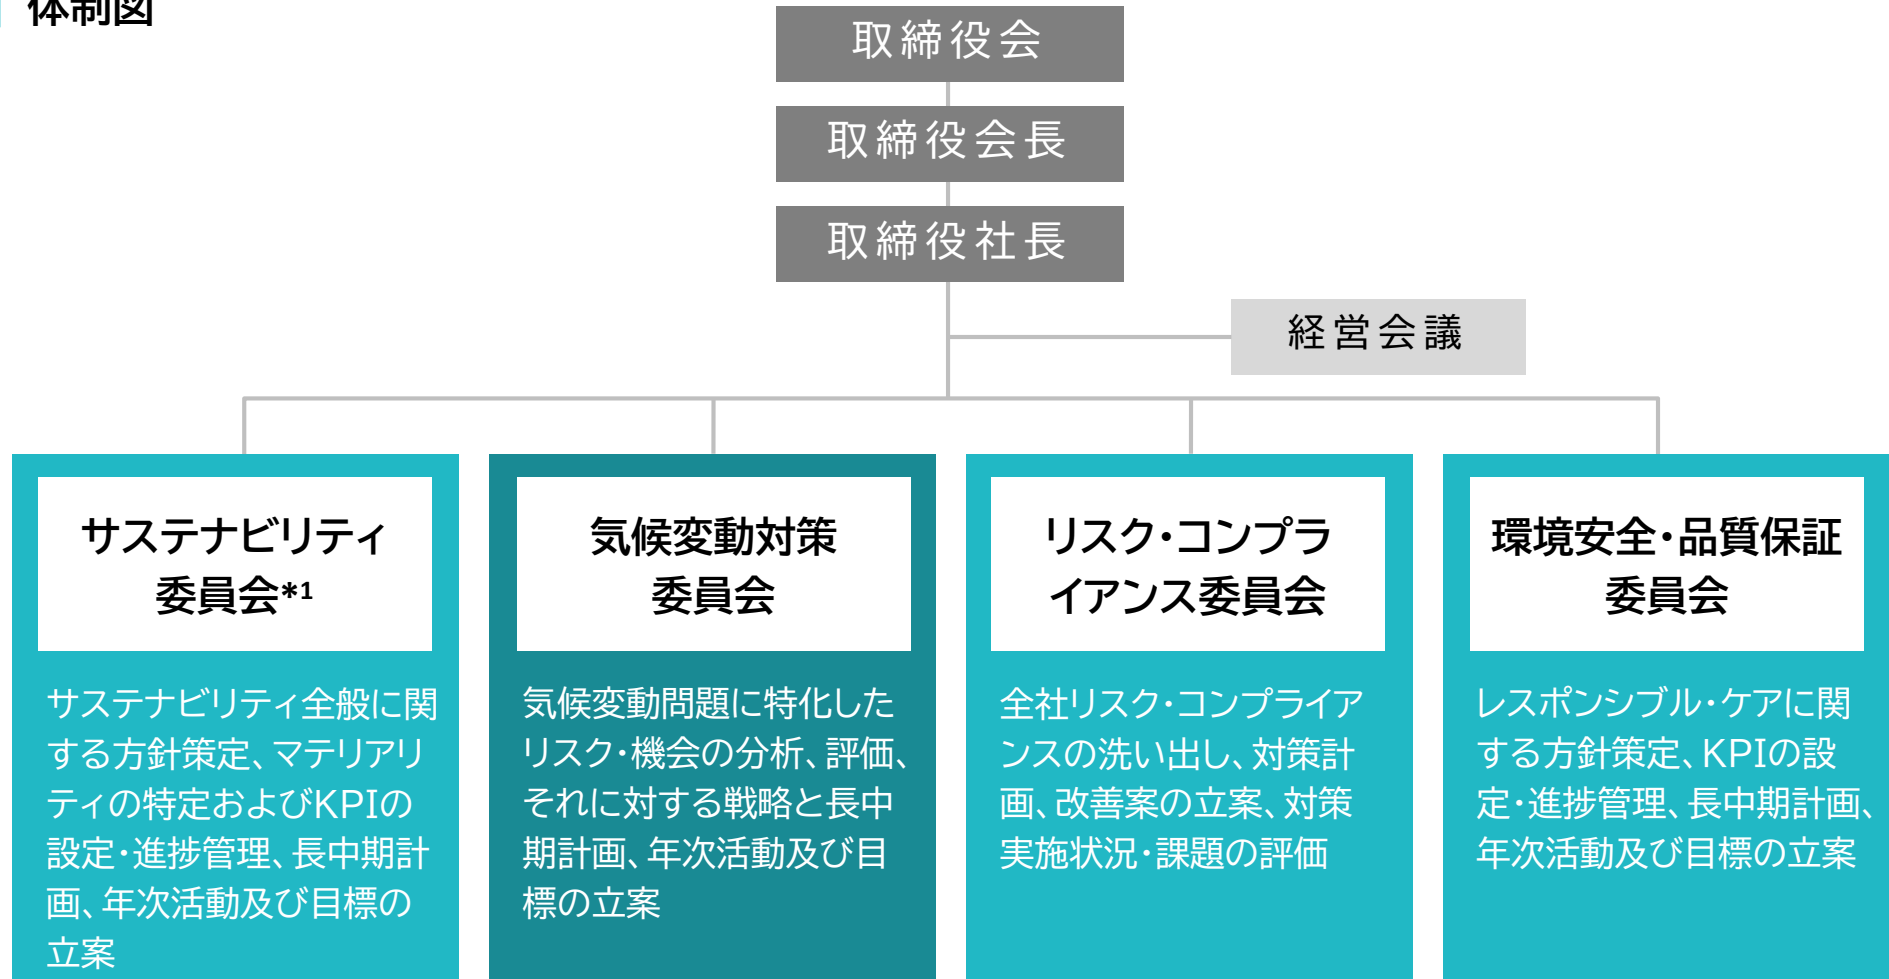 体制図
取締役会
取締役会長
取締役社長
経営会議
サステナビリティ
委員会*1
サステナビリティ全般に関
する方針策定、マテリアリ
ティの特定およびKPIの
設定・進捗管理、長中期計
画、年次活動及び目標の
立案
気候変動対策
委員会
気候変動問題に特化した
リスク・機会の分析、評価、
それに対する戦略と長中
期計画、年次活動及び目
標の立案
リスク・コンプラ
イアンス委員会
全社リスク・コンプライア
ンスの洗い出し、対策計
画、改善案の立案、対策
実施状況・課題の評価
環境安全・品質保証
委員会
レスポンシブル・ケアに関
する方針策定、KPIの設
定・進捗管理、長中期計画、
年次活動及び目標の立案